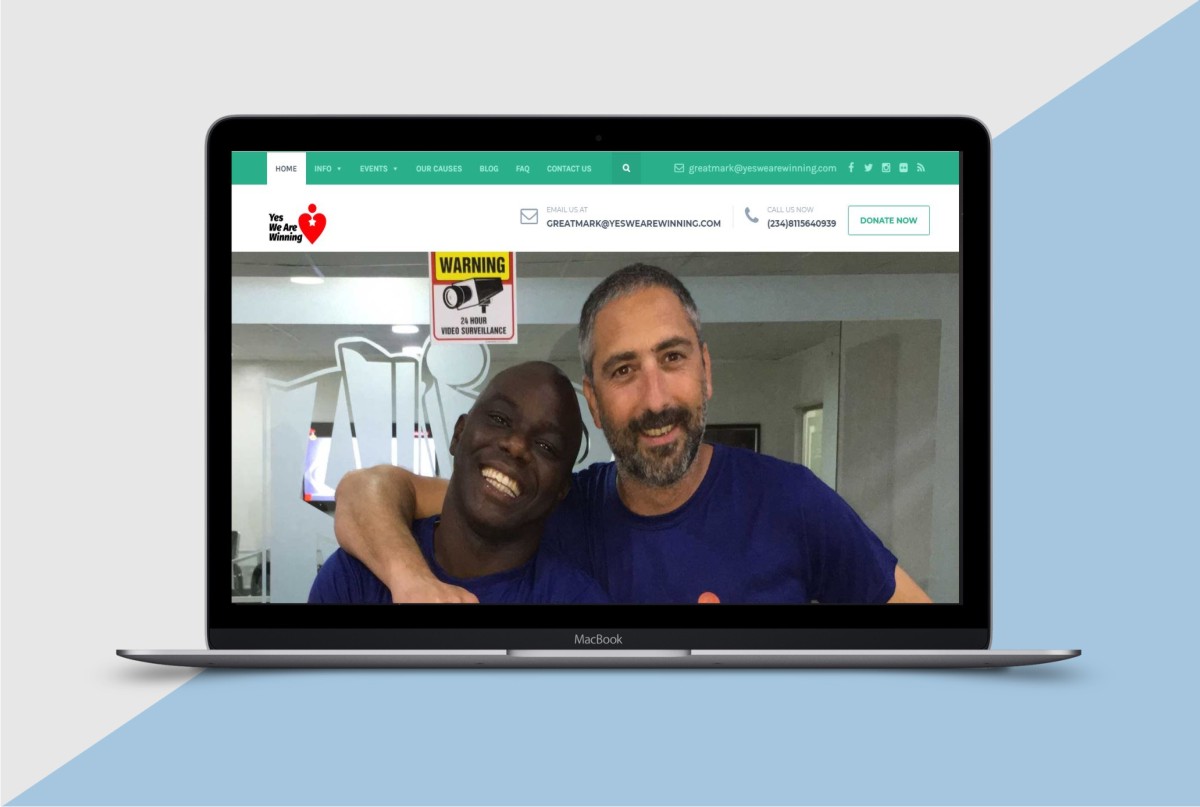 HOME INFO EVENTS OUR CAUSES BLOG FAQ CONTACT US greatmark@yeswearewinning.com
Yes
We Are
Winning
EMAIL US AT
GREATMARK@YESWEAREWINNING.COM
CALL US NOW
(234)8115640939
DONATE NOW
WARNING
24 HOUR
VIDEO SURVEILLANCE
MacBook